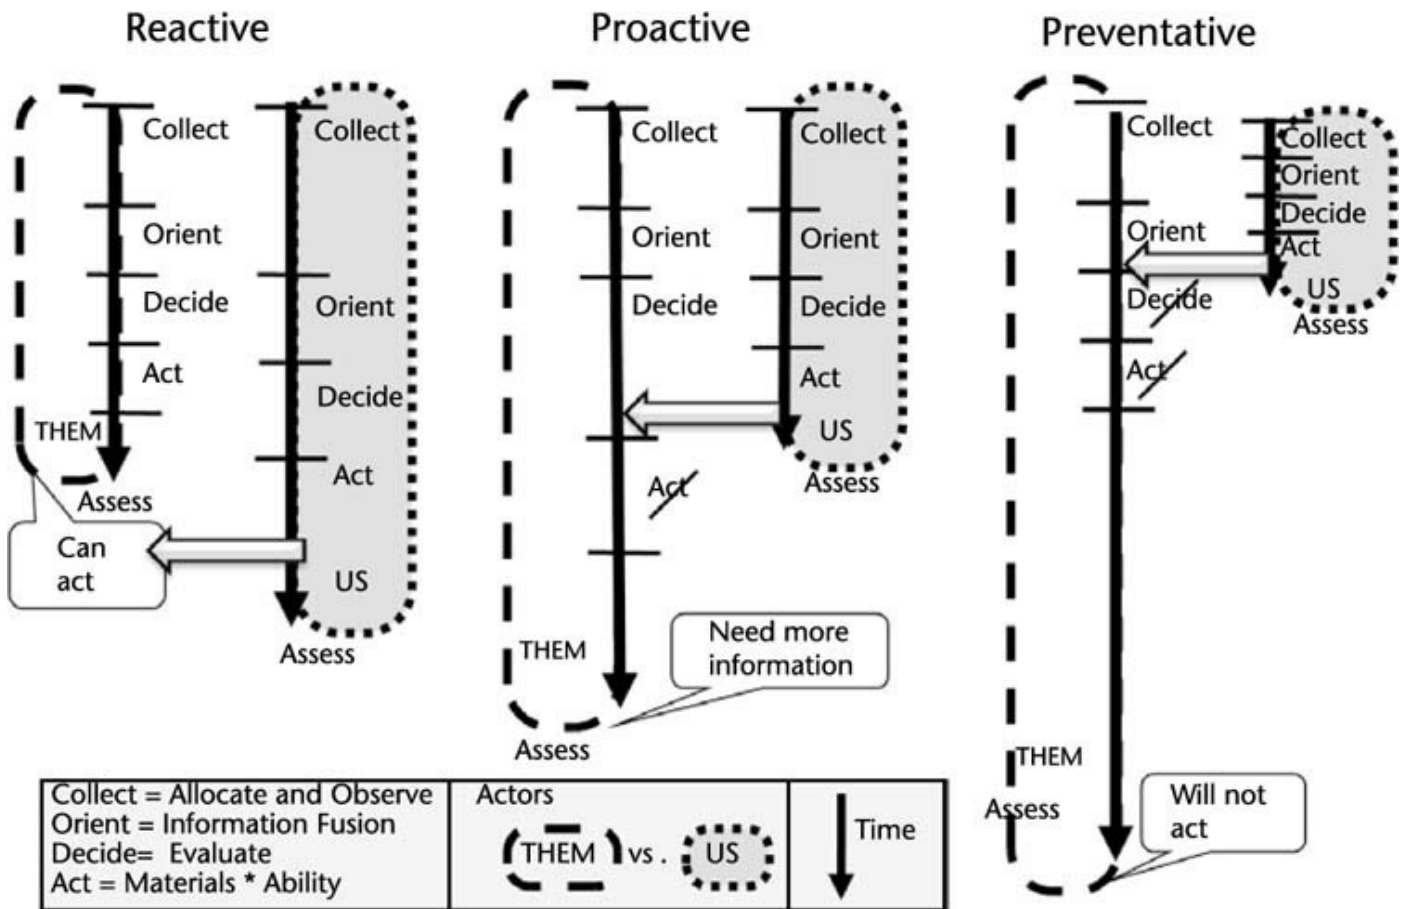 Reactive
Collect
Orient
Decide
Act
THEM
Assess
Can
act
Collect
Orient
Decide
Act
US
Assess
Proactive
Collect
Orient
Decide
Act
THEM
Assess
Need more
information
Collect
Orient
Decide
Act
US
Assess
Preventative
Collect
Orient
Decide
Act
THEM
Assess
Will not
act
Collect
Orient
Decide
Act
US
Assess
Collect = Allocate and Observe
Orient = Information Fusion
Decide= Evaluate
Act = Materials * Ability
Actors
THEM vs . US
Time